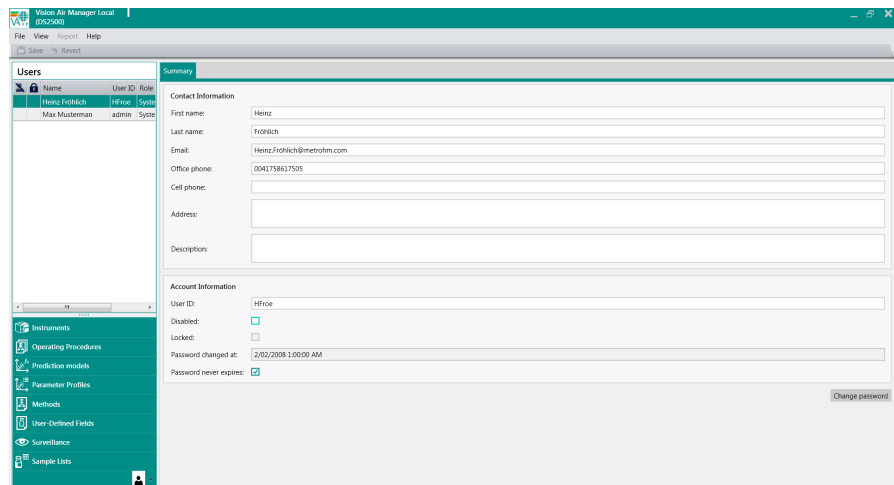 Vision Air Manager Local
(DS2500)
File View Report Help
Save Revert
Users
Name User ID Role
Heinz Fröhlich HFroe Syste
Max Musterman admin Syste
Instruments
Operating Procedures
Prediction models
Parameter Profiles
Methods
User-Defined Fields
Surveillance
Sample Lists
Summary
Contact Information
First name: Heinz
Last name: Fröhlich
Email: Heinz.Fröhlich@metrohm.com
Office phone: 0041758617505
Cell phone:
Address:
Description:
Account Information
User ID: HFroe
Disabled:
Locked:
Password changed at: 2/02/2008 1:00:00 AM
Password never expires:
Change password